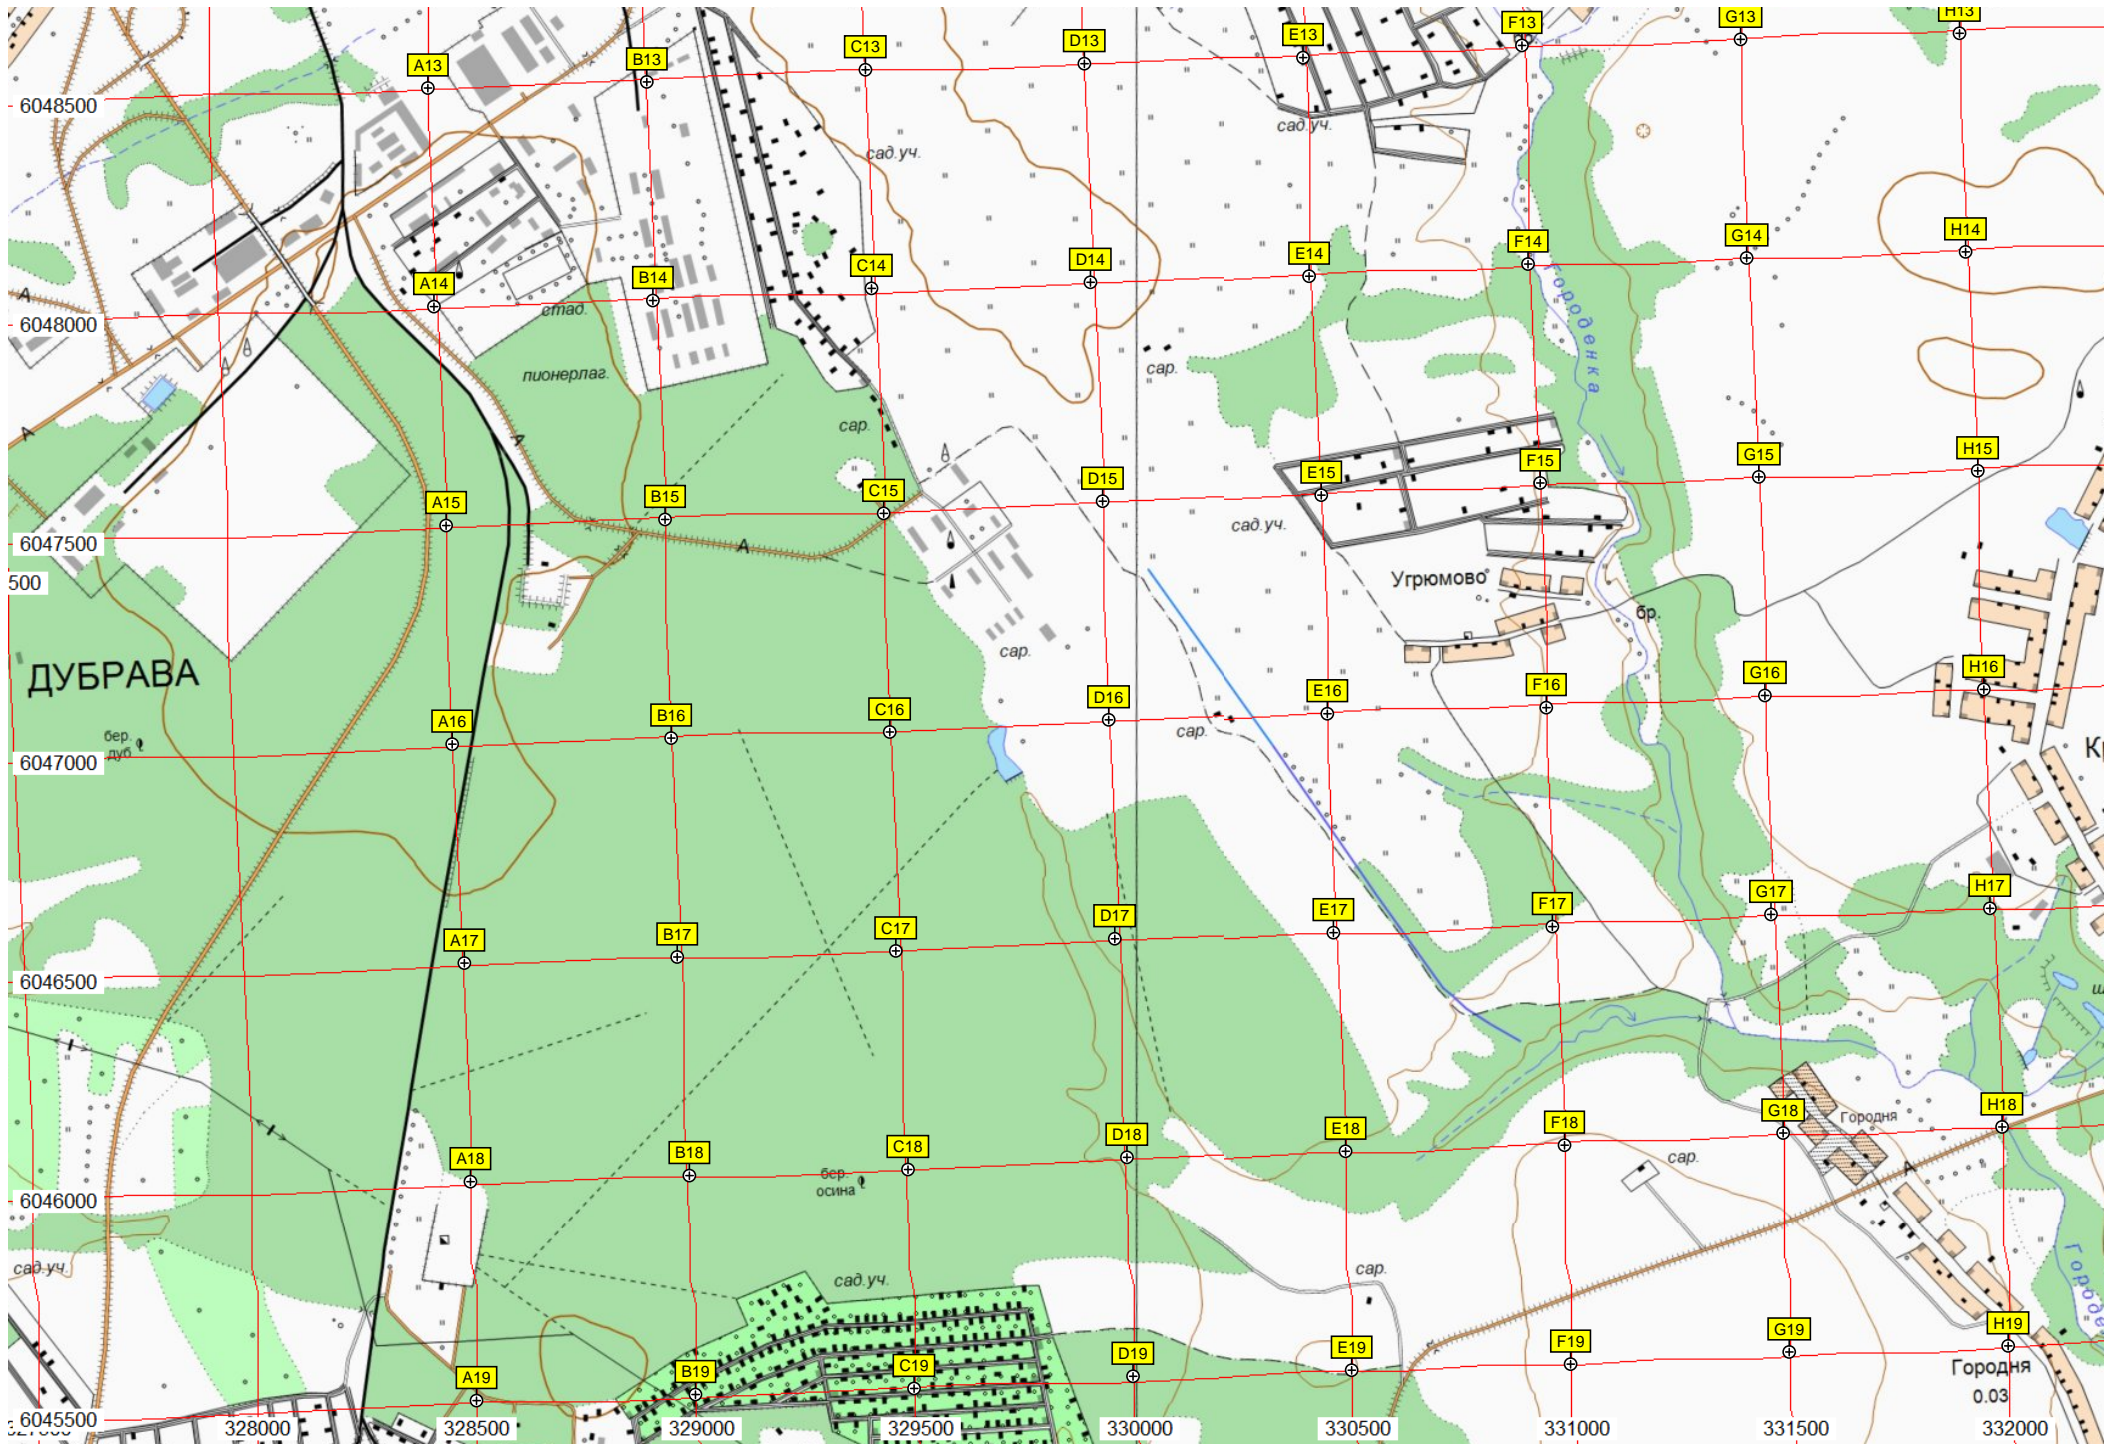 F13
G13
H13
A13
B13
C13
D13
E13
6048500
сад.уч.
сад.уч.
A14
B14
C14
D14
E14
F14
G14
H14
6048000
А
стад.
Городенка
пионерлаг.
сар.
сар.
А
А
A15
B15
C15
D15
E15
F15
G15
H15
6047500
А
сад.уч.
500
Угрюмово
бр.
сар.
ДУБРАВА
A16
B16
C16
D16
E16
F16
G16
H16
бер.
дуб
сар.
6047000
A17
B17
C17
D17
E17
F17
G17
H17
6046500
A18
B18
C18
D18
E18
F18
G18
H18
Городня
сар.
А
бер.
осина
6046000
сад.уч.
сад.уч.
сар.
A19
B19
C19
D19
E19
F19
G19
H19
Городня
0.03
6045500
328000
328500
329000
329500
330000
330500
331000
331500
332000